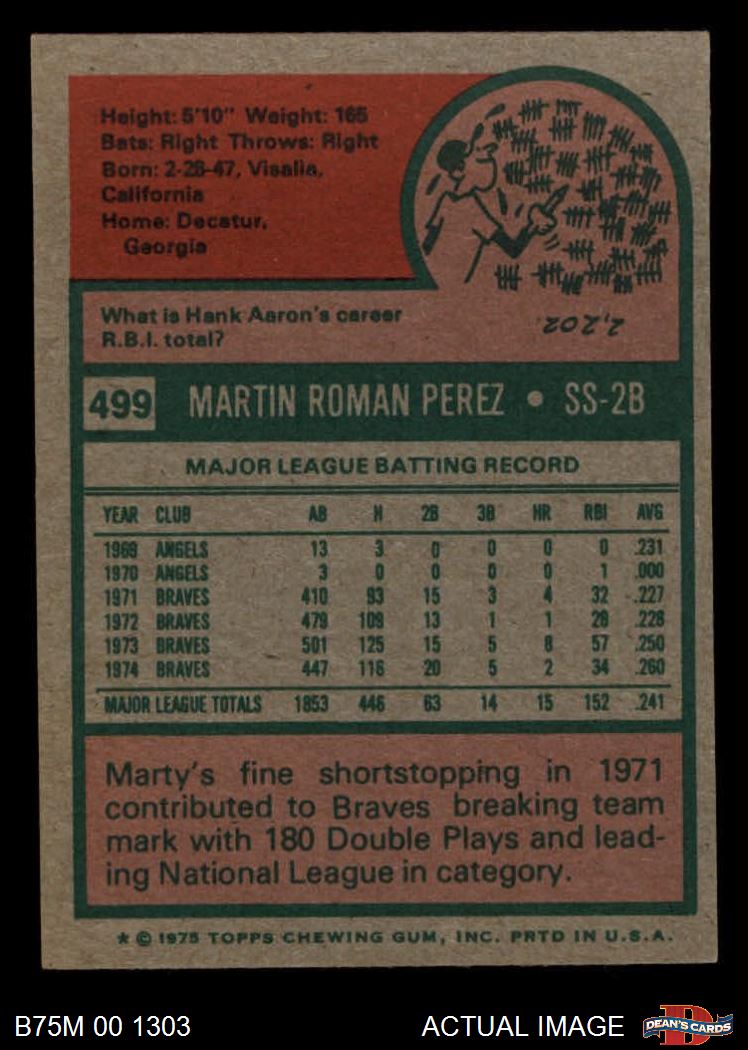 Height: 5'10" Weight: 165
Bats: Right Throws: Right
Born: 2-28-47, Visalia,
California
Home: Decatur,
Georgia
What is Hank Aaron's career
R.B.I. total?
2,202.
499 MARTIN ROMAN PEREZ • SS-2B
MAJOR LEAGUE BATTING RECORD
YEAR CLUB AB H 2B 3B HR RBI AVG
1969 ANGELS 13 3 0 0 0 0 .231
1970 ANGELS 3 0 0 0 0 1 .000
1971 BRAVES 410 93 15 3 4 32 .227
1972 BRAVES 479 109 13 1 1 28 .228
1973 BRAVES 501 125 15 5 8 57 .250
1974 BRAVES 447 116 20 5 2 34 .260
MAJOR LEAGUE TOTALS 1853 446 63 14 15 152 .241
Marty's fine shortstopping in 1971
contributed to Braves breaking team
mark with 180 Double Plays and lead-
ing National League in category.
* © 1975 TOPPS CHEWING GUM, INC. PRTD IN U.S.A.
B75M 00 1303 ACTUAL IMAGE DEAN'S CARDS